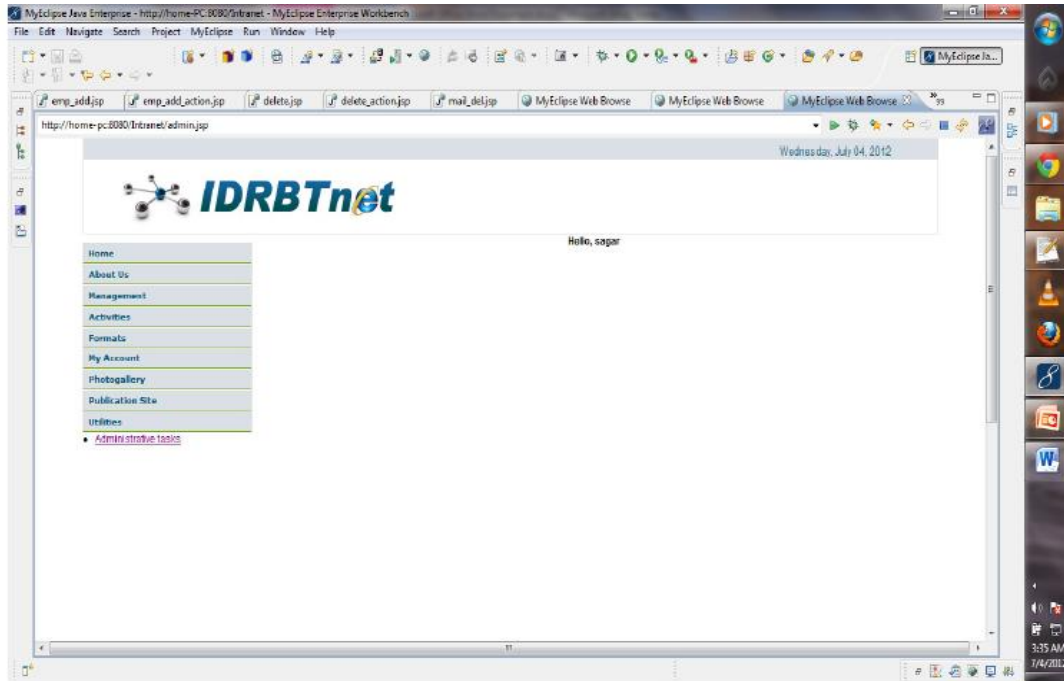 MyEclipse Java Enterprise - http://home-PC:8080/Intranet - MyEclipse Enterprise Workbench
File Edit Navigate Search Project MyEclipse Run Window Help
MyEclipse Ja...
emp_add.jsp emp_add_action.jsp delete.jsp delete_action.jsp mail_del.jsp MyEclipse Web Browse MyEclipse Web Browse MyEclipse Web Browse 99
http://home-pc:8080/Intranet/admin.jsp
Wednesday, July 04, 2012
IDRBTnet
Hello, sagar
Home
About Us
Management
Activities
Formats
My Account
Photogallery
Publication Site
Utilities
• Administrative tasks
3:35 AM
7/4/2012